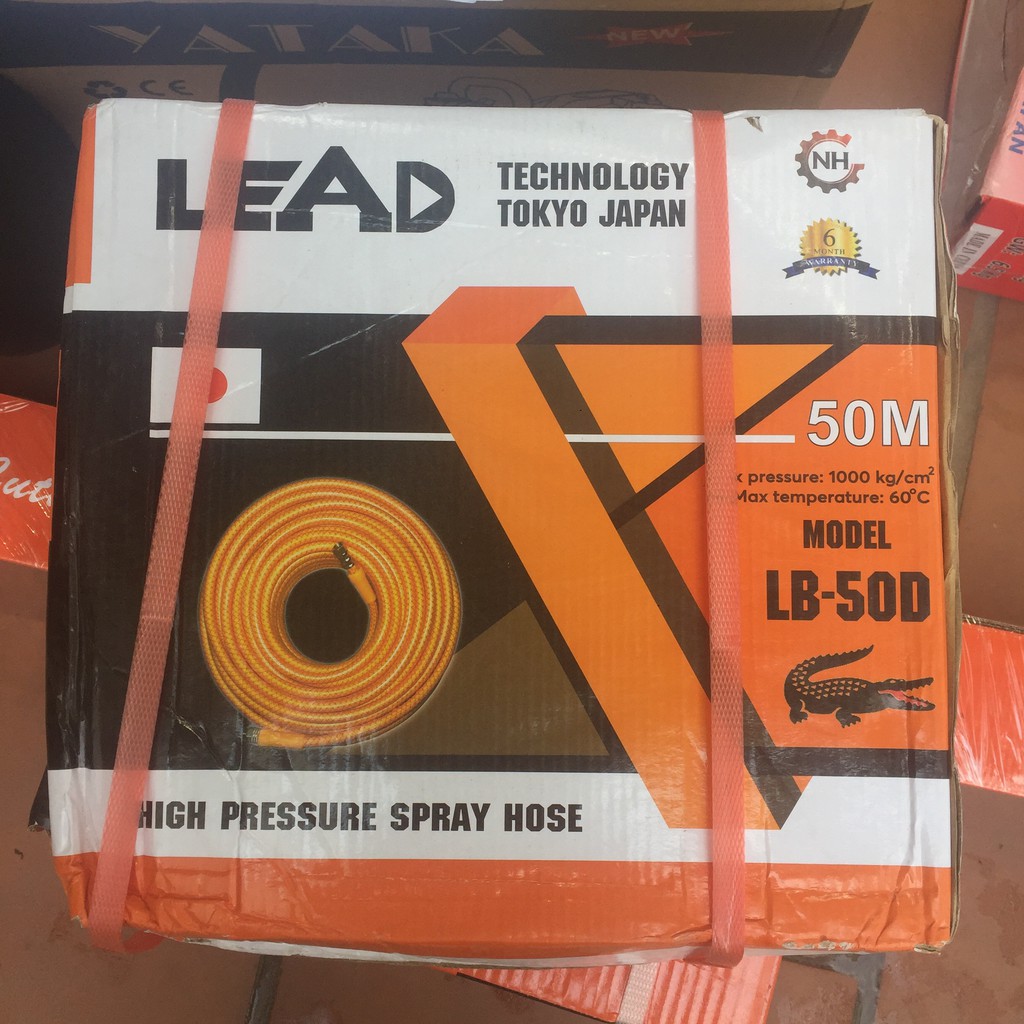 YATAKA
NEW
CE
LEAD
TECHNOLOGY
TOKYO JAPAN
NH
6
MONTH
WARRANTY
50M
x pressure: 1000 kg/cm²
Max temperature: 60°C
MODEL
LB-50D
HIGH PRESSURE SPRAY HOSE